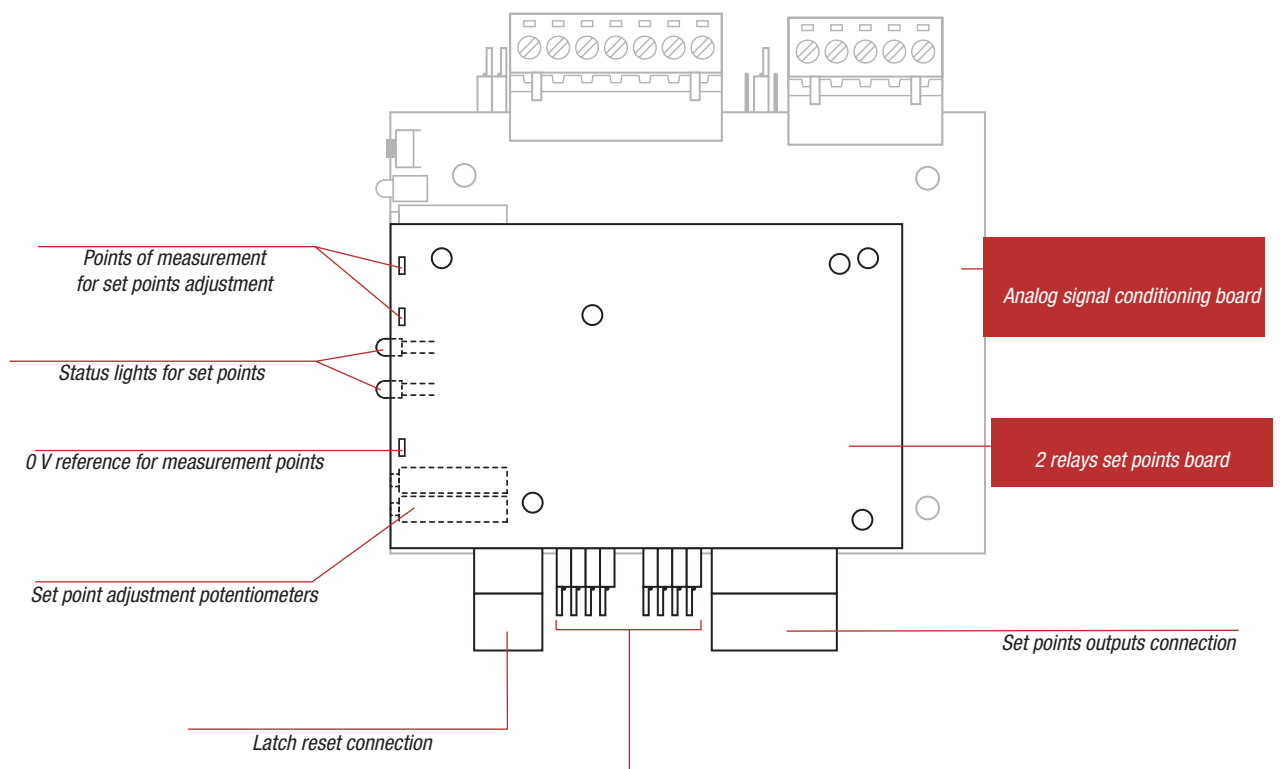 Points of measurement
for set points adjustment
Analog signal conditioning board
Status lights for set points
0 V reference for measurement points
2 relays set points board
Set point adjustment potentiometers
Set points outputs connection
Latch reset connection